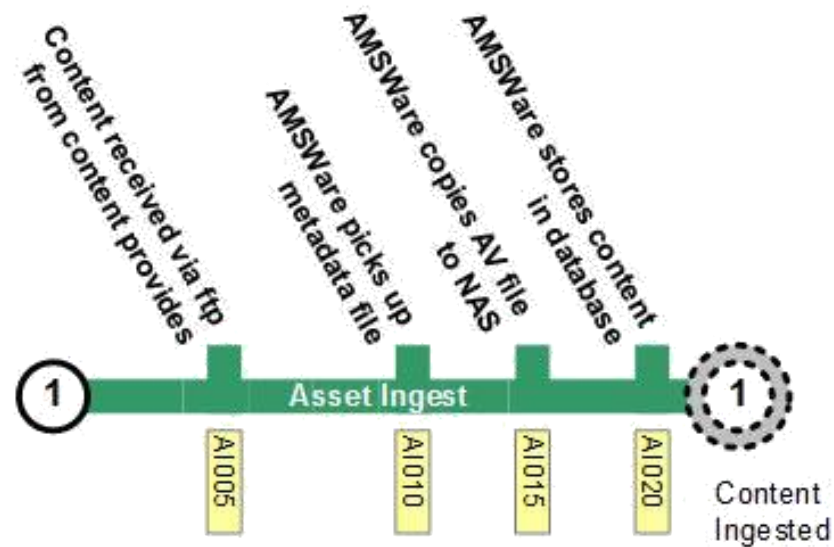 Content received via ftp
from content provides
AMSWare picks up
metadata file
AMSWare copies AV file
to NAS
AMSWare stores content
in database
1
Asset Ingest
1
AI005
AI010
AI015
AI020
Content
Ingested